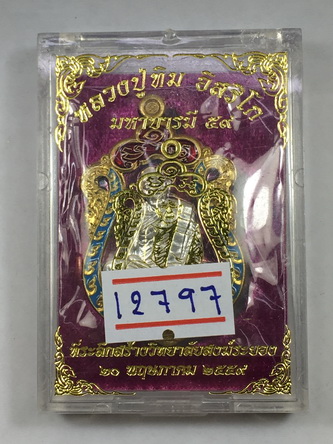 หลวงปู่ทิม อิสริโก
มหาบารมี ๕๙
12797
ที่ระลึกสร้างวิทยาลัยสงฆ์ระยอง
๒๐ พฤษภาคม ๒๕๕๙